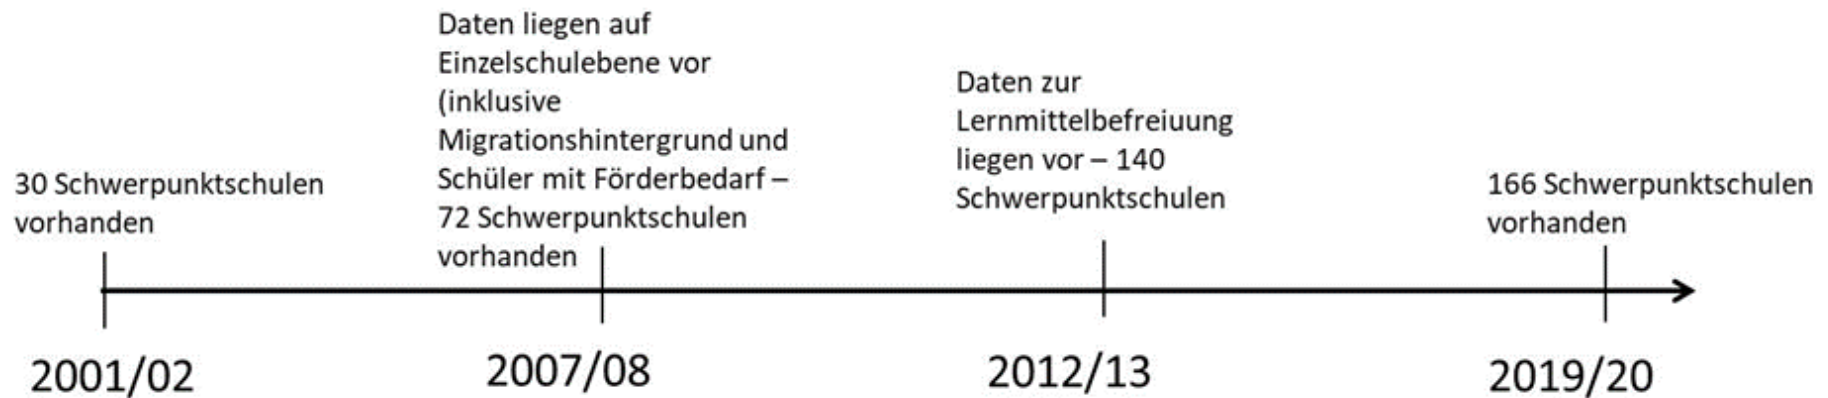 30 Schwerpunktschulen
vorhanden
Daten liegen auf
Einzelschulebene vor
(inklusive
Migrationshintergrund und
Schüler mit Förderbedarf –
72 Schwerpunktschulen
vorhanden
Daten zur
Lernmittelbefreiuung
liegen vor – 140
Schwerpunktschulen
166 Schwerpunktschulen
vorhanden
2001/02
2007/08
2012/13
2019/20